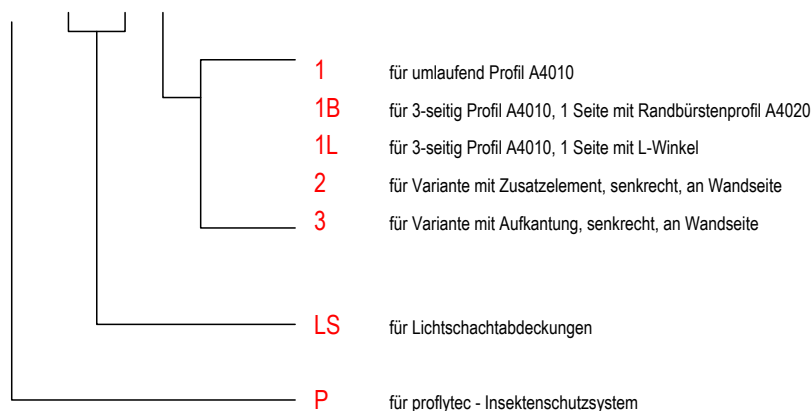 1 für umlaufend Profil A4010
1B für 3-seitig Profil A4010, 1 Seite mit Randbürstenprofil A4020
1L für 3-seitig Profil A4010, 1 Seite mit L-Winkel
2 für Variante mit Zusatzelement, senkrecht, an Wandseite
3 für Variante mit Aufkantung, senkrecht, an Wandseite
LS für Lichtschachtabdeckungen
P für proflytec - Insektenschutzsystem